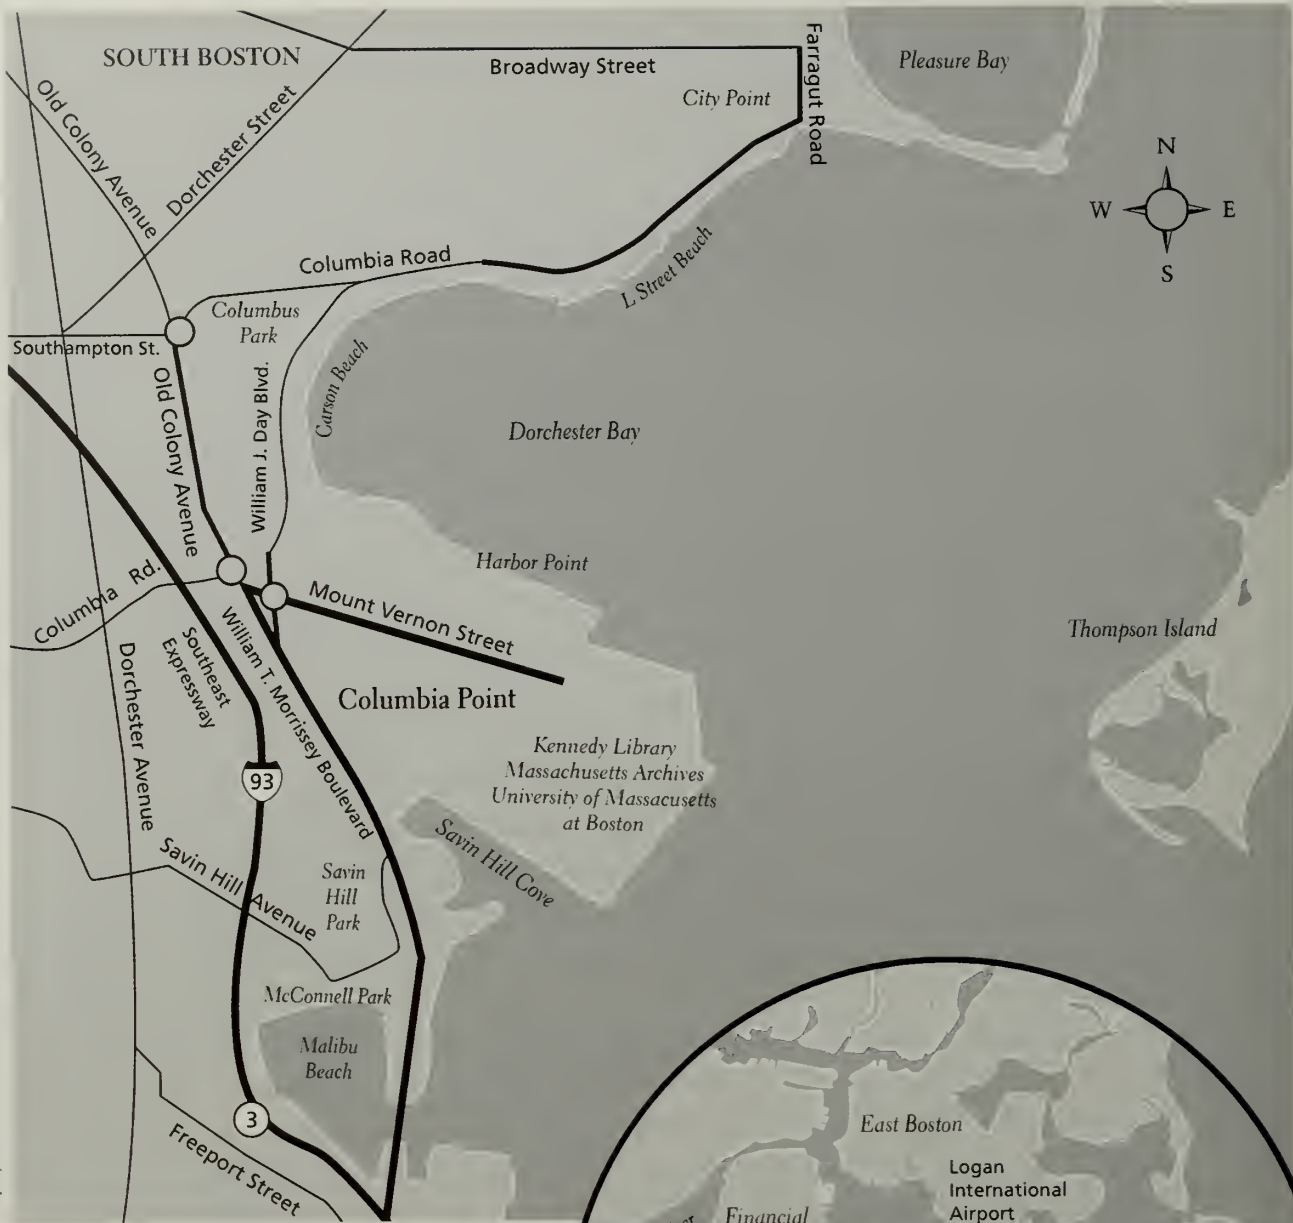 SOUTH BOSTON
Broadway Street
Farragut Road
Pleasure Bay
City Point
Old Colony Avenue
Dorchester Street
N
W
E
S
Columbia Road
L Street Beach
Columbus
Park
Southampton St.
Carson Beach
William J. Day Blvd.
Old Colony Avenue
Dorchester Bay
Harbor Point
Columbia Rd.
Mount Vernon Street
Thompson Island
Southeast
Expressway
William T. Morrissey Boulevard
Dorchester Avenue
Columbia Point
Kennedy Library
Massachusetts Archives
University of Massacusetts
at Boston
93
Savin Hill Cove
Savin Hill Avenue
Savin
Hill
Park
McConnell Park
Malibu
Beach
3
Freeport Street
East Boston
Logan
International
Airport
Financial